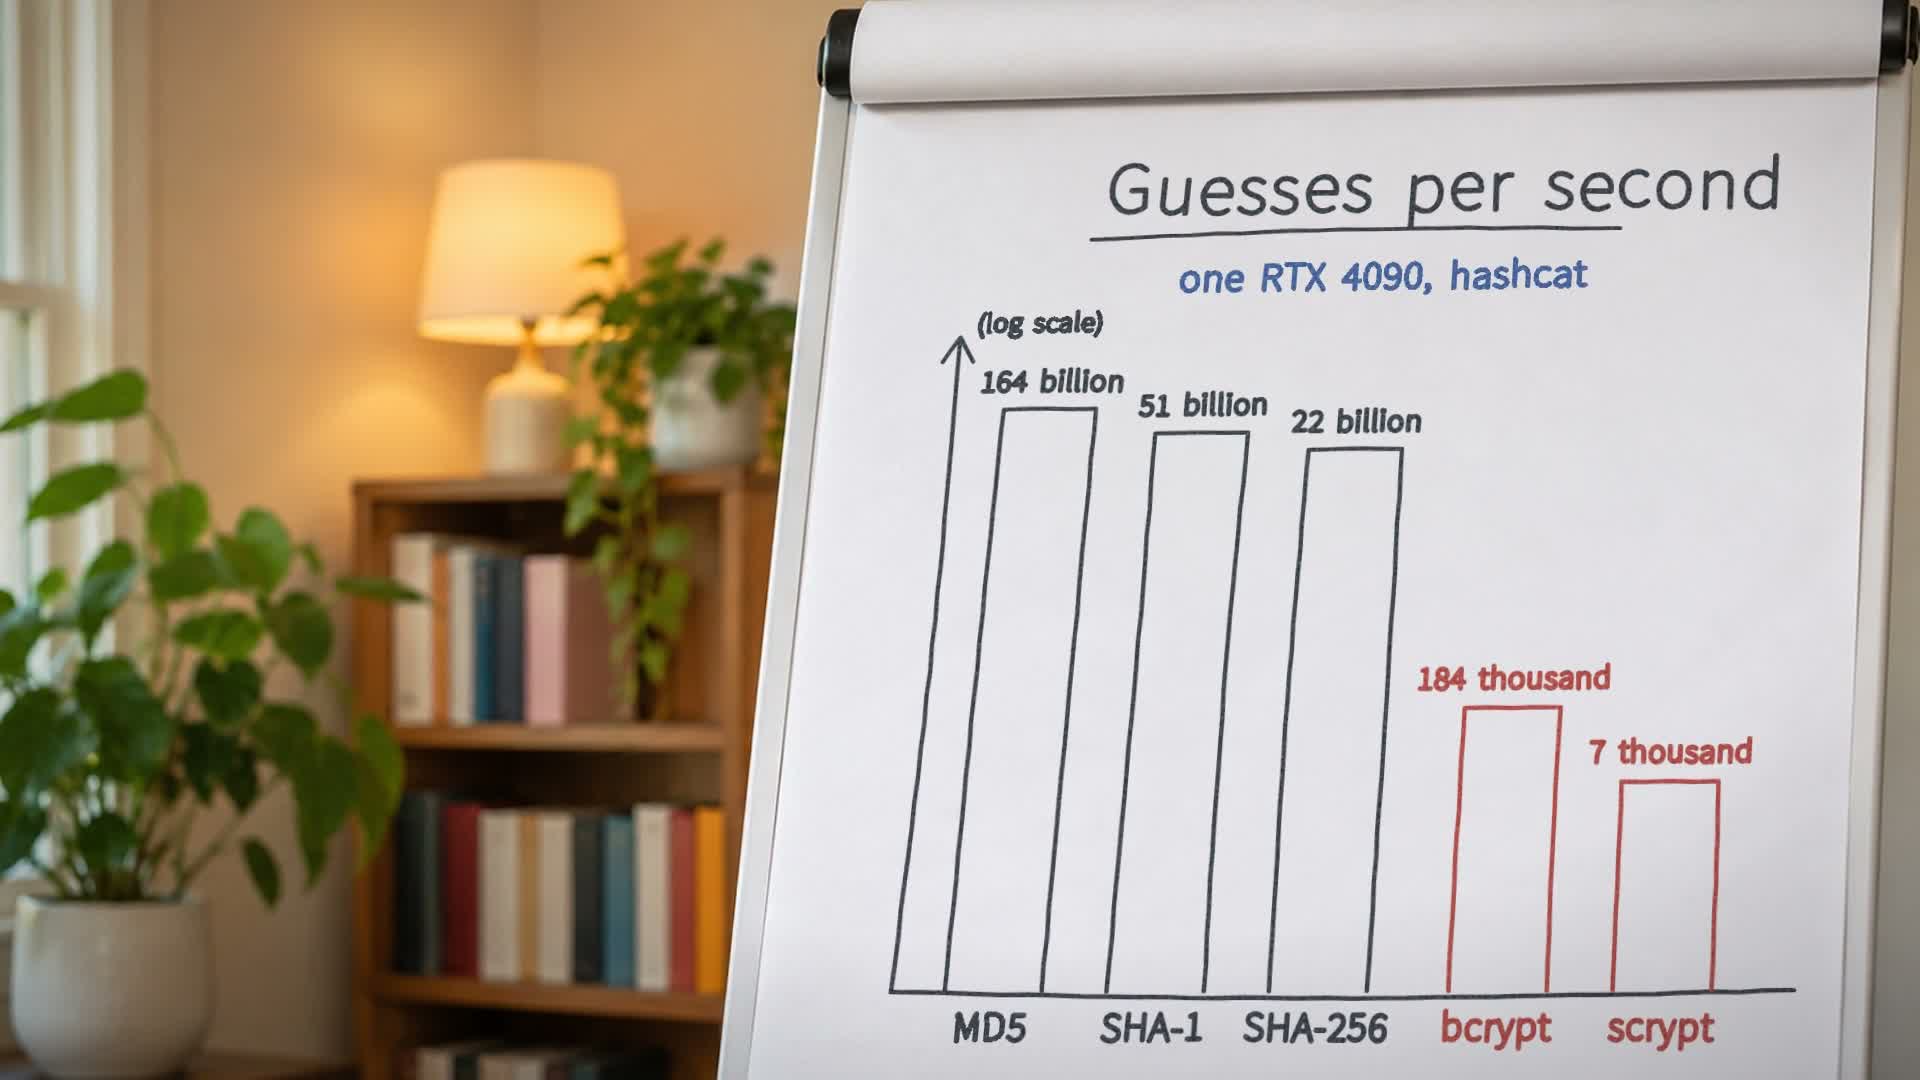 Guesses per second
one RTX 4090, hashcat
(log scale)
164 billion
51 billion
22 billion
184 thousand
7 thousand
MD5 SHA-1 SHA-256 bcrypt scrypt